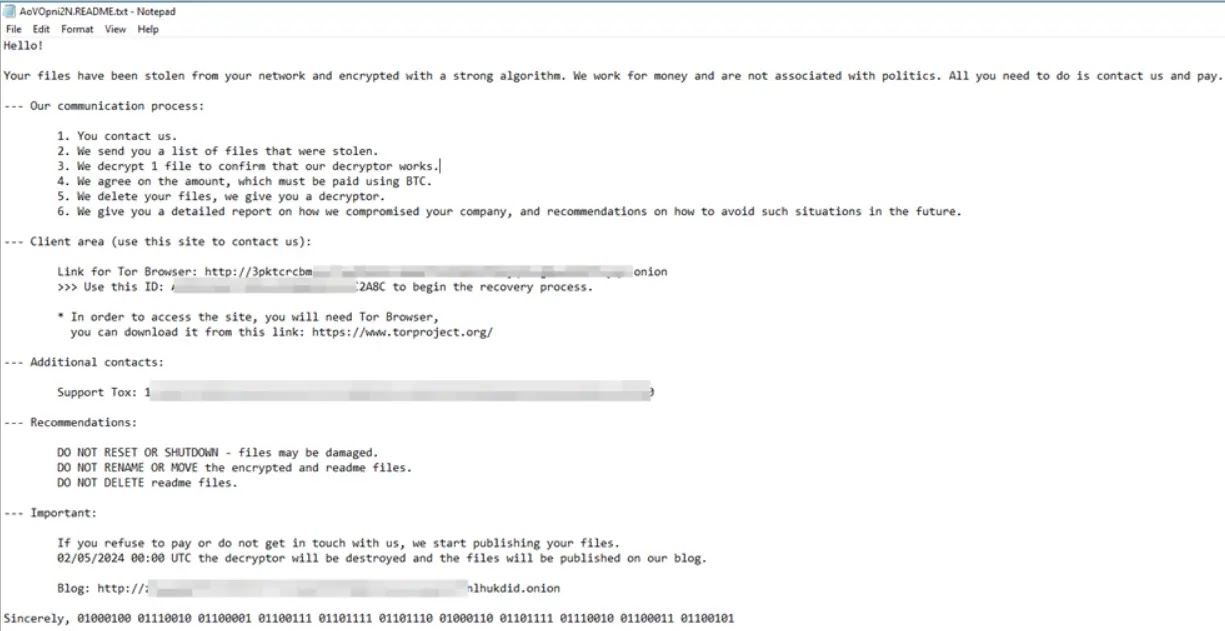 AoVOpni2N.README.txt - Notepad
File Edit Format View Help
Hello!
Your files have been stolen from your network and encrypted with a strong algorithm. We work for money and are not associated with politics. All you need to do is contact us and pay.
--- Our communication process:
1. You contact us.
2. We send you a list of files that were stolen.
3. We decrypt 1 file to confirm that our decryptor works.
4. We agree on the amount, which must be paid using BTC.
5. We delete your files, we give you a decryptor.
6. We give you a detailed report on how we compromised your company, and recommendations on how to avoid such situations in the future.
--- Client area (use this site to contact us):
Link for Tor Browser: http://3pktcrcbm onion
>>> Use this ID: 2A8C to begin the recovery process.
* In order to access the site, you will need Tor Browser,
you can download it from this link: https://www.torproject.org/
--- Additional contacts:
Support Tox: 1
--- Recommendations:
DO NOT RESET OR SHUTDOWN - files may be damaged.
DO NOT RENAME OR MOVE the encrypted and readme files.
DO NOT DELETE readme files.
--- Important:
If you refuse to pay or do not get in touch with us, we start publishing your files.
02/05/2024 00:00 UTC the decryptor will be destroyed and the files will be published on our blog.
Blog: http:// lhukdid.onion
Sincerely, 01000100 01110010 01100001 01100111 01101111 01101110 01000110 01101111 01110010 01100011 01100101